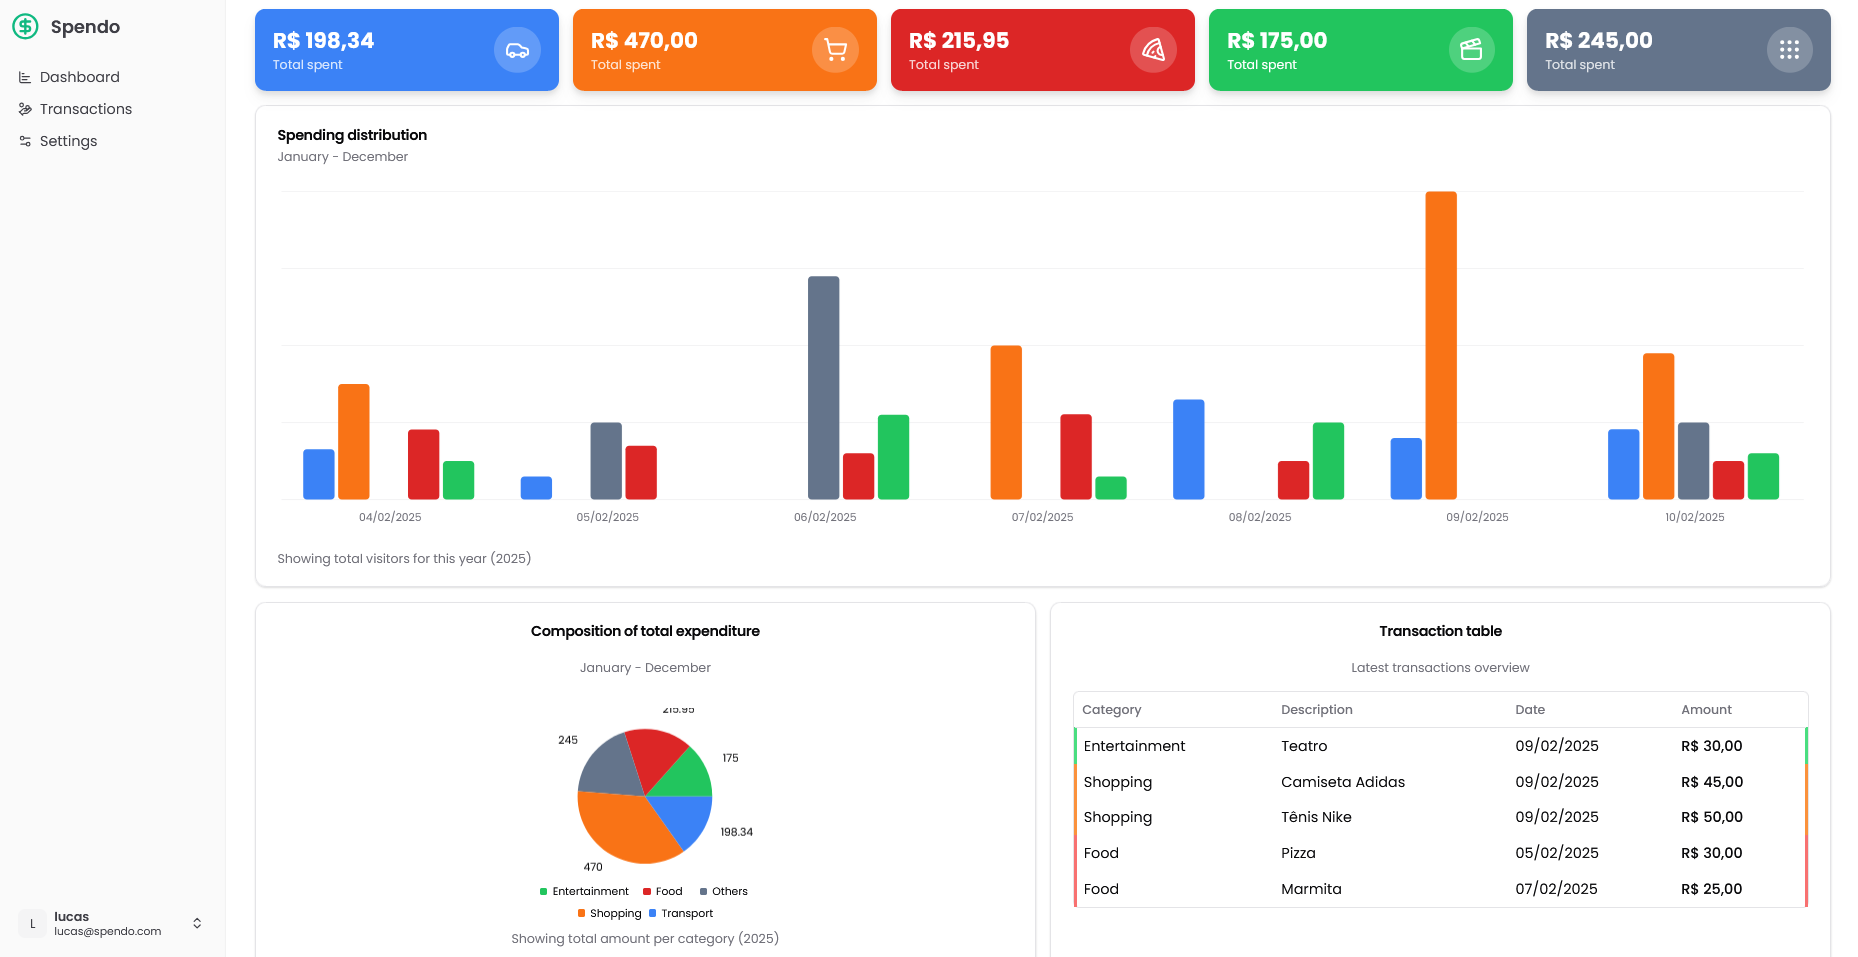 Spendo
Dashboard
Transactions
Settings
R$ 198,34
Total spent
R$ 470,00
Total spent
R$ 215,95
Total spent
R$ 175,00
Total spent
R$ 245,00
Total spent
Spending distribution
January - December
04/02/2025 05/02/2025 06/02/2025 07/02/2025 08/02/2025 09/02/2025 10/02/2025
Showing total visitors for this year (2025)
Composition of total expenditure
January - December
215.95
245
175
198.34
470
Entertainment Food Others
Shopping Transport
Showing total amount per category (2025)
Transaction table
Latest transactions overview
Category Description Date Amount
Entertainment Teatro 09/02/2025 R$ 30,00
Shopping Camiseta Adidas 09/02/2025 R$ 45,00
Shopping Tênis Nike 09/02/2025 R$ 50,00
Food Pizza 05/02/2025 R$ 30,00
Food Marmita 07/02/2025 R$ 25,00
L
lucas
lucas@spendo.com